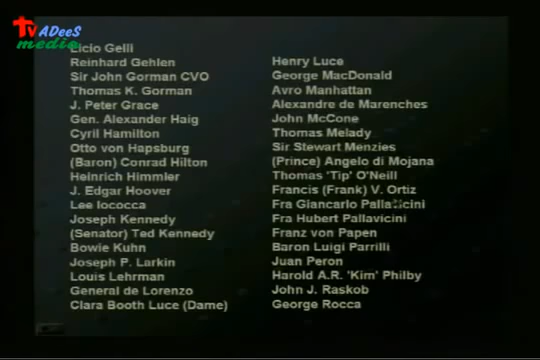 TV ADeeS
media
Licio Gelli
Reinhard Gehlen
Sir John Gorman CVO
Thomas K. Gorman
J. Peter Grace
Gen. Alexander Haig
Cyril Hamilton
Otto von Hapsburg
(Baron) Conrad Hilton
Heinrich Himmler
J. Edgar Hoover
Lee Iococca
Joseph Kennedy
(Senator) Ted Kennedy
Bowie Kuhn
Joseph P. Larkin
Louis Lehrman
General de Lorenzo
Clara Booth Luce (Dame)
Henry Luce
George MacDonald
Avro Manhattan
Alexandre de Marenches
John McCone
Thomas Melady
Sir Stewart Menzies
(Prince) Angelo di Mojana
Thomas 'Tip' O'Neill
Francis (Frank) V. Ortiz
Fra Giancarlo Pallavicini
Fra Hubert Pallavicini
Franz von Papen
Baron Luigi Parrilli
Juan Peron
Harold A.R. 'Kim' Philby
John J. Raskob
George Rocca